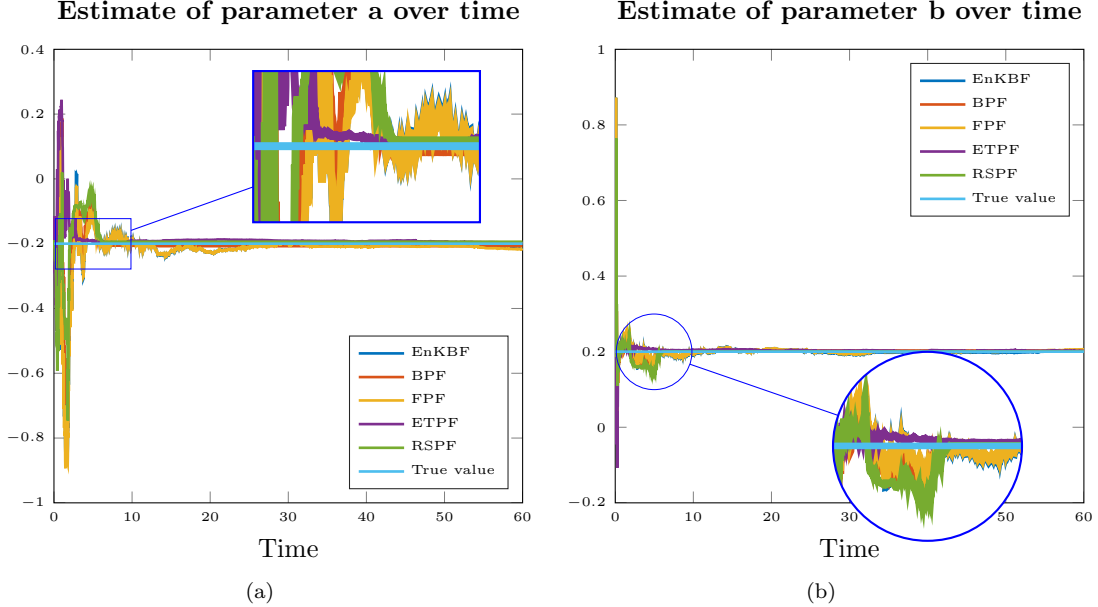 Estimate of parameter a over time
0.4
0.2
0
−0.2
−0.4
−0.6
−0.8
−1
0 10 20 30 40 50 60
EnKBF
BPF
FPF
ETPF
RSPF
True value
Time
(a)
Estimate of parameter b over time
1
0.8
0.6
0.4
0.2
0
−0.2
0 10 20 30 40 50 60
EnKBF
BPF
FPF
ETPF
RSPF
True value
Time
(b)